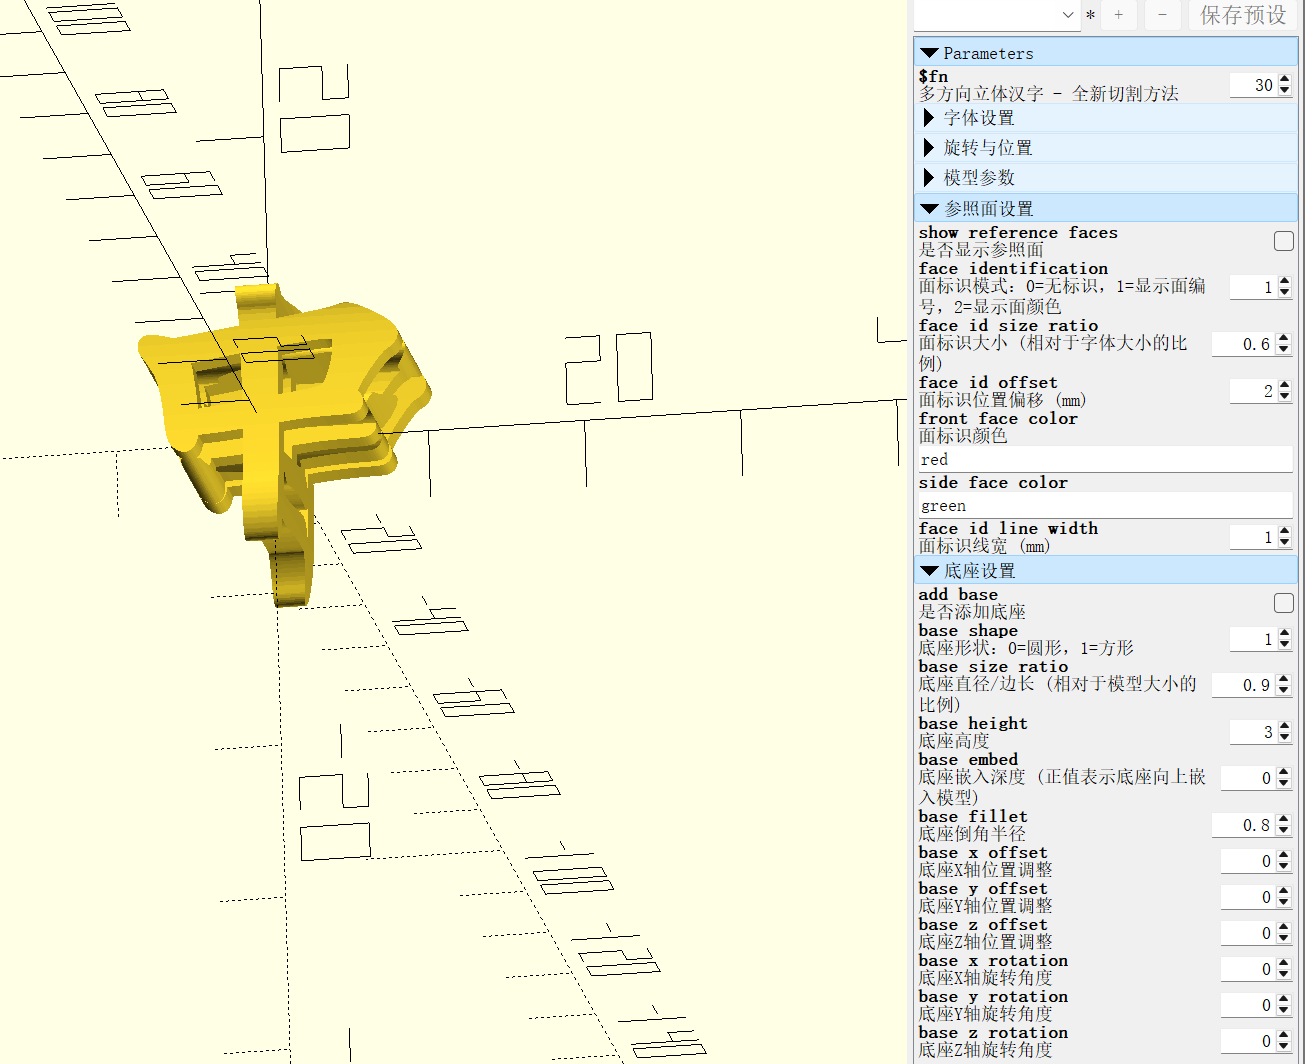 * + - 保存预设
Parameters
$fn
多方向立体汉字 - 全新切割方法
30
字体设置
旋转与位置
模型参数
参照面设置
show reference faces
是否显示参照面
face identification
面标识模式: 0=无标识, 1=显示面编
号, 2=显示面颜色
1
face id size ratio
面标识大小 (相对于字体大小的比
例)
0.6
face id offset
面标识位置偏移 (mm)
2
front face color
面标识颜色
red
side face color
green
face id line width
面标识线宽 (mm)
1
底座设置
add base
是否添加底座
base shape
底座形状: 0=圆形, 1=方形
1
base size ratio
底座直径/边长 (相对于模型大小的
比例)
0.9
base height
底座高度
3
base embed
底座嵌入深度 (正值表示底座向上嵌
入模型)
0
base fillet
底座倒角半径
0.8
base x offset
底座X轴位置调整
0
base y offset
底座Y轴位置调整
0
base z offset
底座Z轴位置调整
0
base x rotation
底座X轴旋转角度
0
base y rotation
底座Y轴旋转角度
0
base z rotation
底座Z轴旋转角度
0